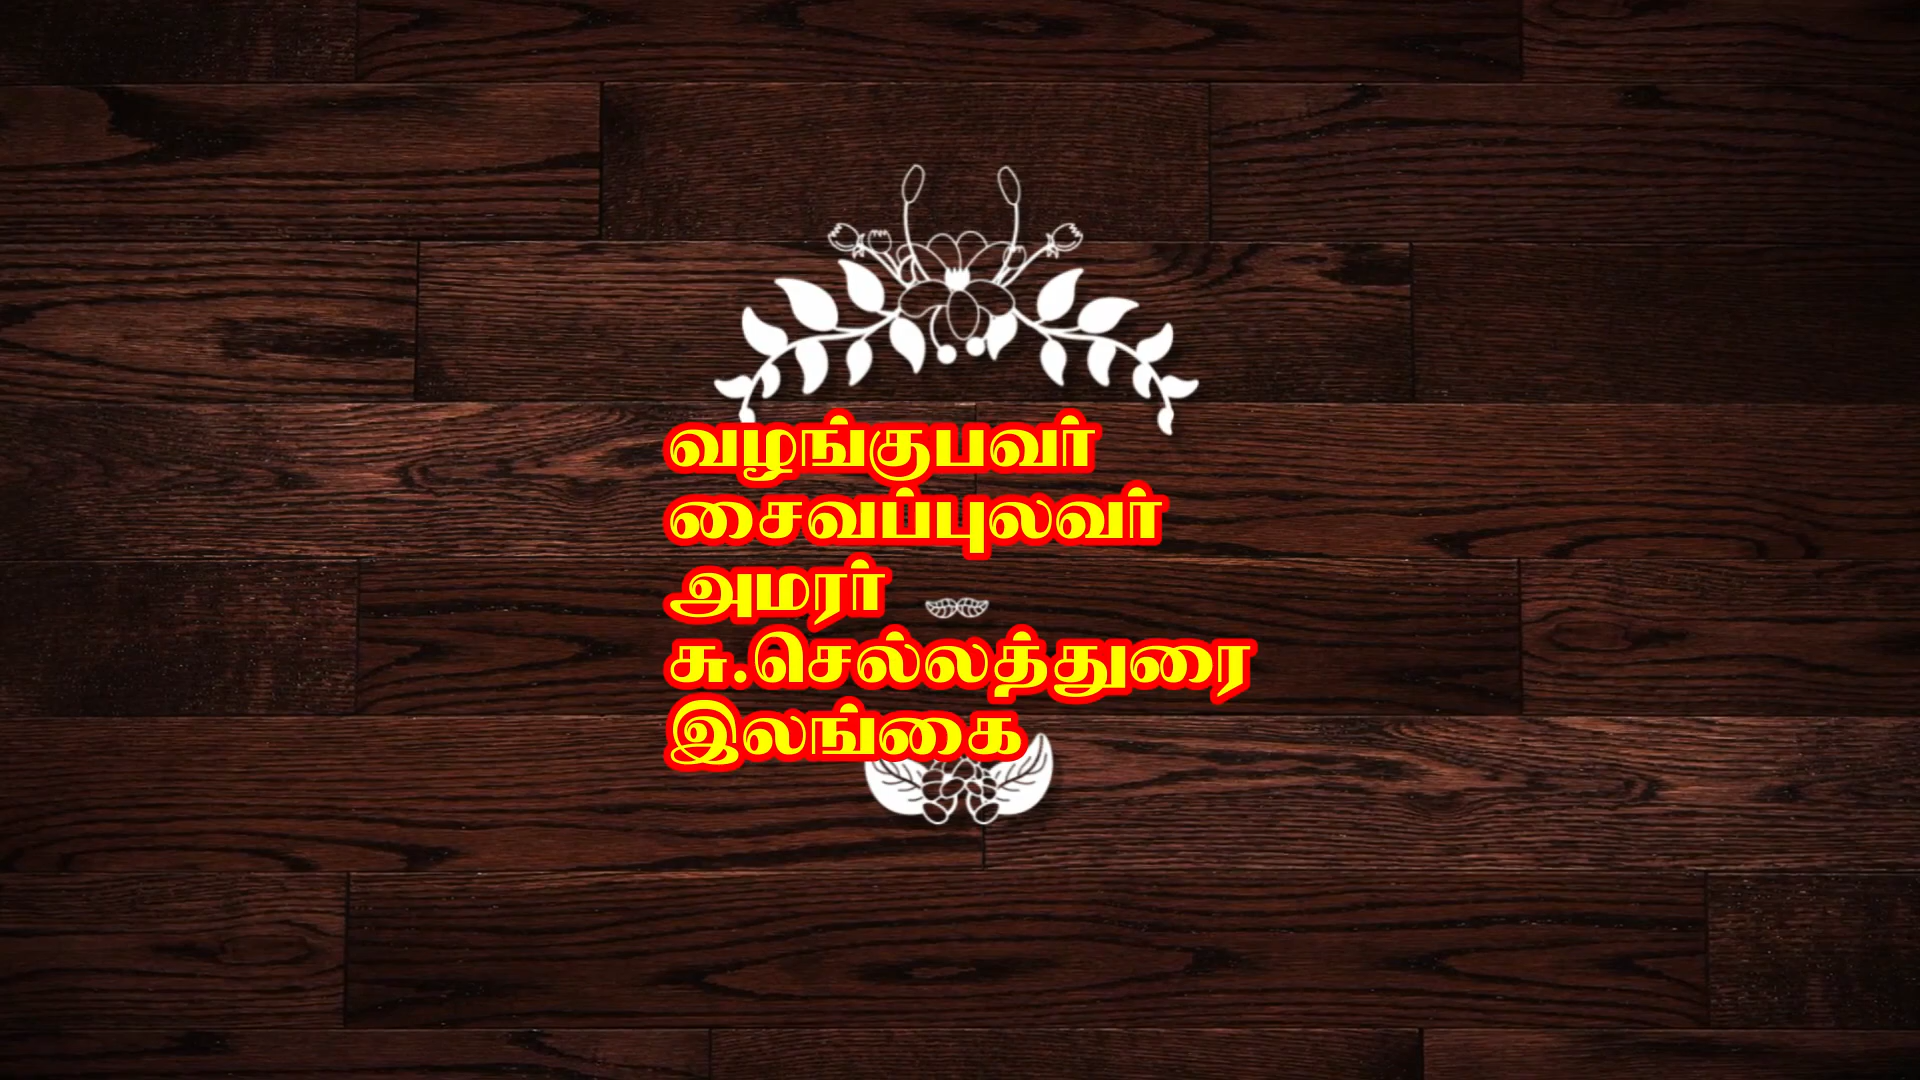 வழங்குபவர்
சைவப்புலவர்
அமரர்
சு.செல்லத்துரை
இலங்கை